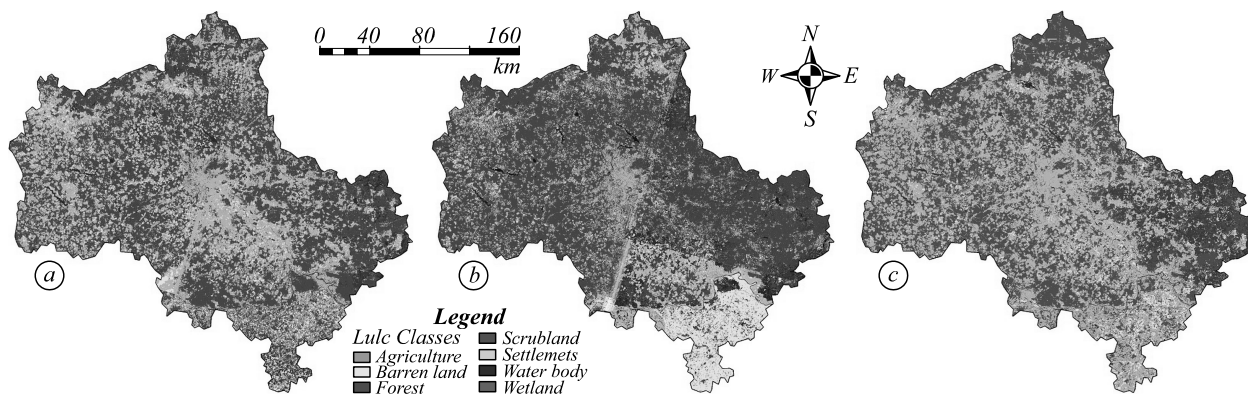 0 40 80 160
km
N
W E
S
a
b
c
Legend
Lulc Classes
Agriculture
Barren land
Forest
Scrubland
Settlemets
Water body
Wetland